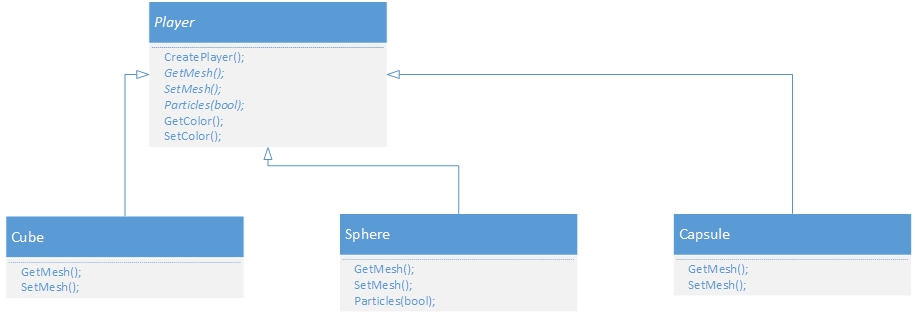 Player
CreatePlayer();
GetMesh();
SetMesh();
Particles(bool);
GetColor();
SetColor();
Cube
GetMesh();
SetMesh();
Sphere
GetMesh();
SetMesh();
Particles(bool);
Capsule
GetMesh();
SetMesh();